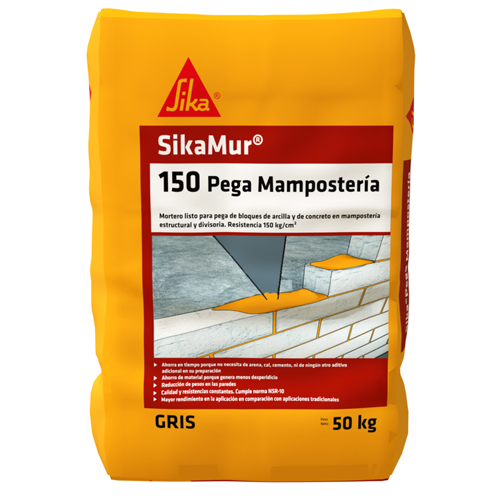 Sika®
SikaMur®
150 Pega Mampostería
Mortero listo para pega de bloques de arcilla y de concreto en mampostería
estructural y divisoria. Resistencia 150 kg/cm²
• Ahorra en tiempo porque no necesita de arena, cal, cemento, ni de ningún otro aditivo
adicional en su preparación
• Ahorro de material porque genera menos desperdicio
• Reducción de pesos en las paredes
• Calidad y resistencias constantes. Cumple norma NSR-10
• Mayor rendimiento en la aplicación en comparación con aplicaciones tradicionales
GRIS
50 kg
Pega Mampostería